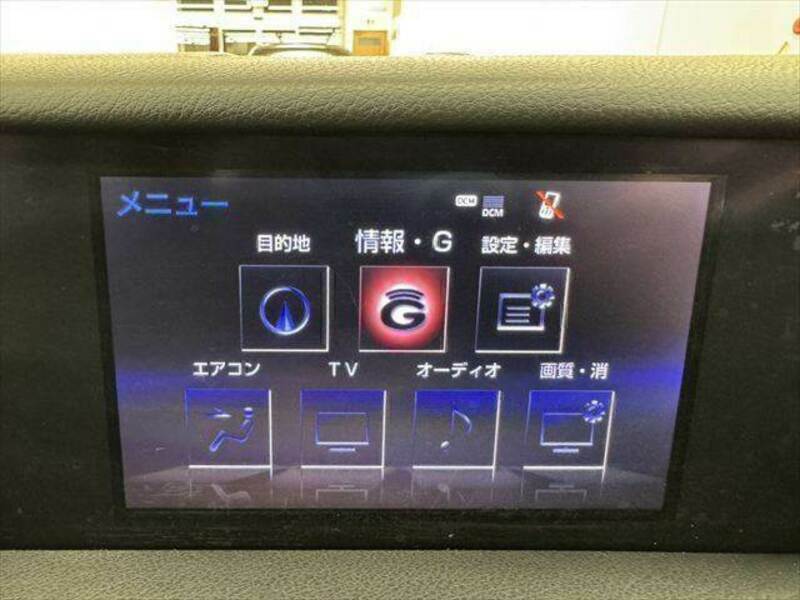 メニュー
DCM
DCM
目的地
情報・G
設定・編集
G
エアコン
TV
オーディオ
画質・消